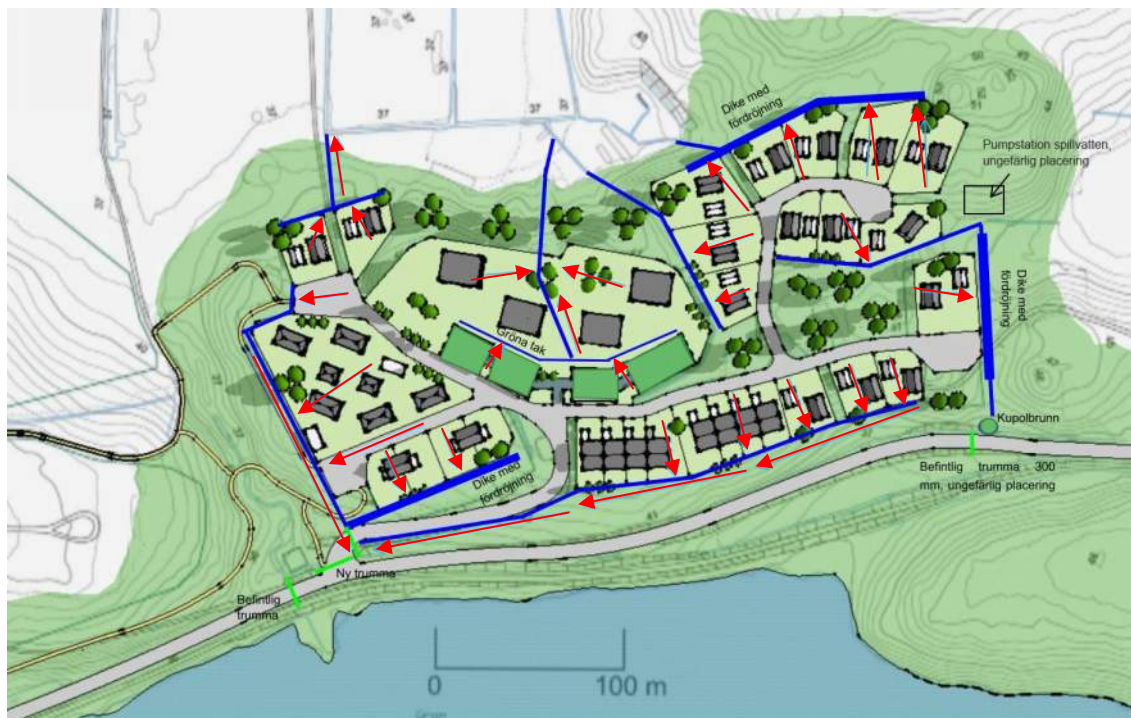 Dike med
fördröjning
Pumpstation spillvatten,
ungefärlig placering
Dike med
fördröjning
Gröna tak
Kupolbrunn
Befintlig trumma 300
mm, ungefärlig placering
Dike med
fördröjning
Ny trumma
Befintlig
trumma
0
100 m
37
37
37